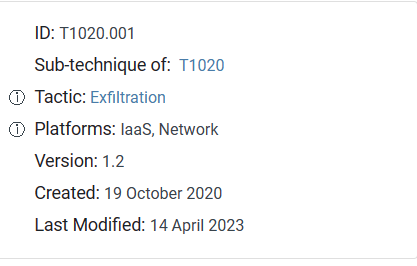 ID: T1020.001
Sub-technique of: T1020
ⓘ Tactic: Exfiltration
ⓘ Platforms: IaaS, Network
Version: 1.2
Created: 19 October 2020
Last Modified: 14 April 2023